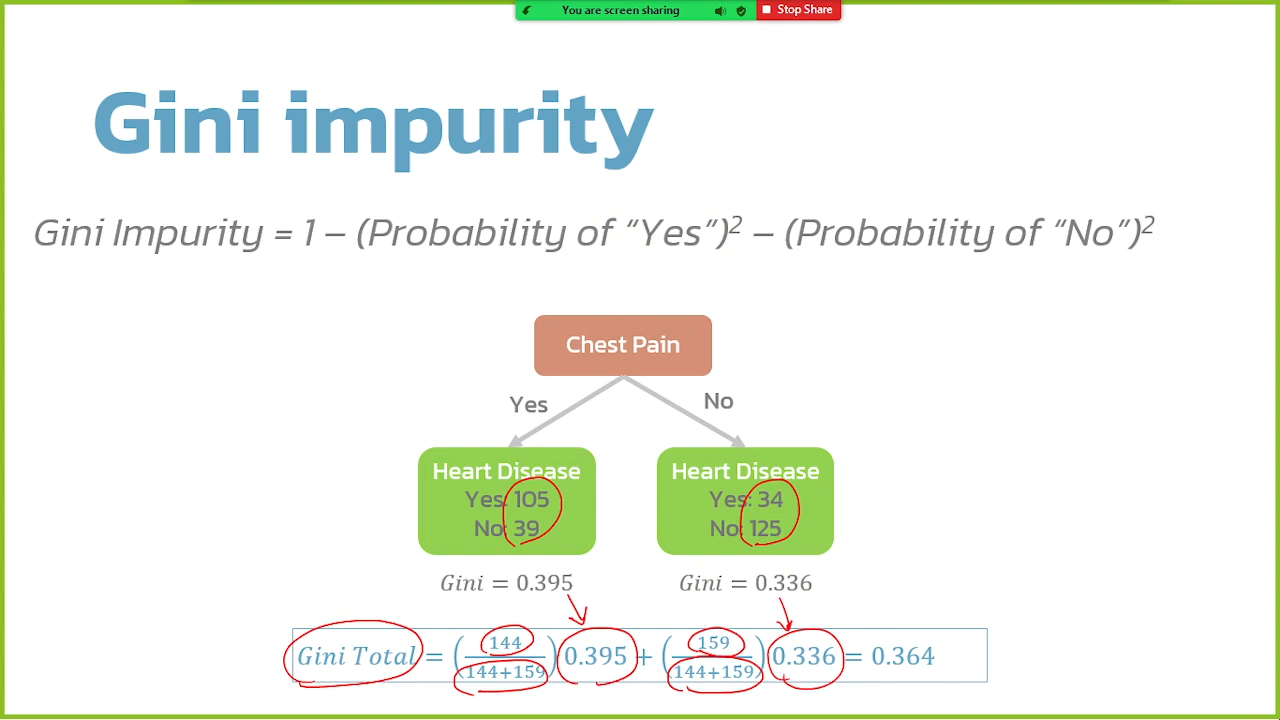 You are screen sharing
Stop Share
Gini impurity
Gini Impurity = 1 – (Probability of “Yes”)² – (Probability of “No”)²
Chest Pain
Yes
No
Heart Disease
Yes: 105
No: 39
Heart Disease
Yes: 34
No: 125
Gini = 0.395
Gini = 0.336
Gini Total = (144/(144+159)) 0.395 + (159/(144+159)) 0.336 = 0.364